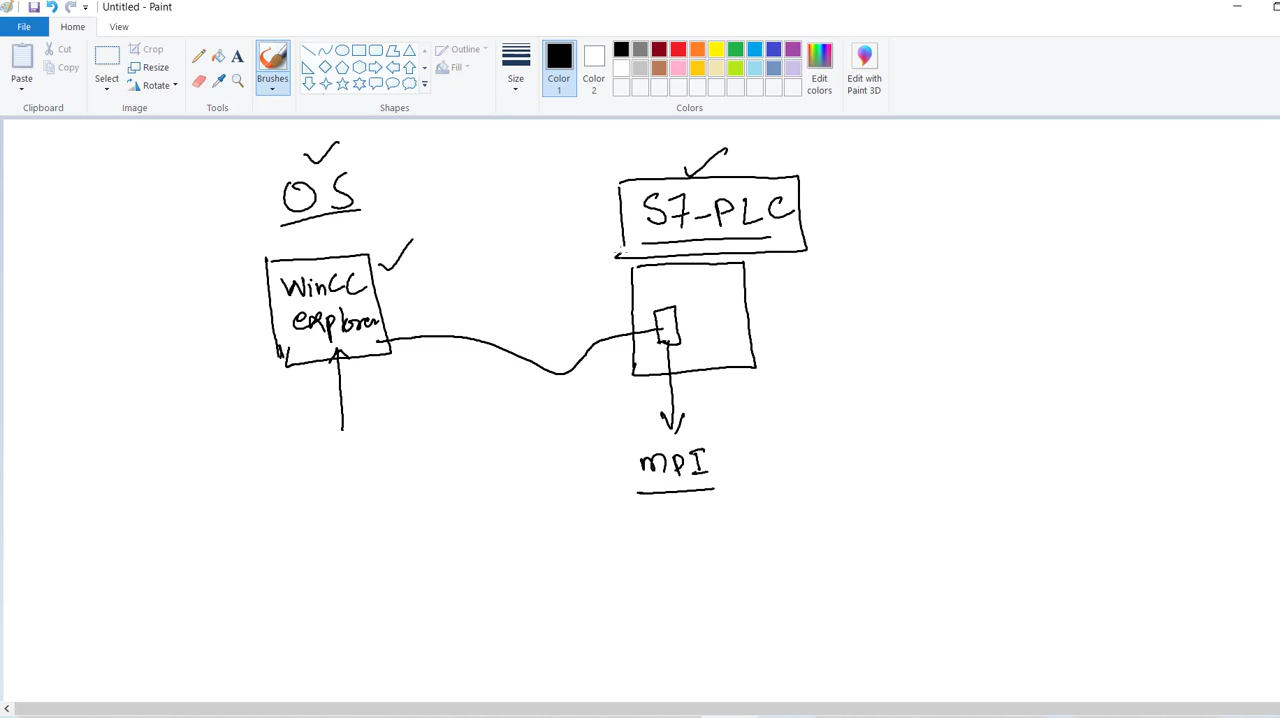 Untitled - Paint
File Home View
Cut
Copy
Paste
Clipboard
Crop
Resize
Rotate
Select
Image
A
Tools
Brushes
Outline
Fill
Shapes
Size
Color 1
Color 2
Edit colors
Colors
Edit with Paint 3D
OS
S7-PLC
WinCC
explorer
mPI